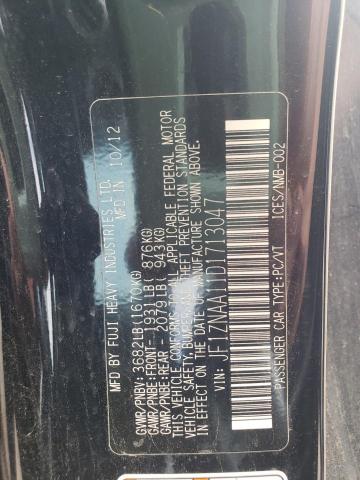 MFD BY FUJI HEAVY INDUSTRIES LTD.
MFD IN 10/12
GVWR/PNBV: 3682LB(1670KG)
GAWR/PNBE:FRONT-1931LB( 876KG)
GAWR/PNBE:REAR - 2079LB( 943KG)
THIS VEHICLE CONFORMS TO ALL APPLICABLE FEDERAL MOTOR
VEHICLE SAFETY, BUMPER, AND THEFT PREVENTION STANDARDS
IN EFFECT ON THE DATE OF MANUFACTURE SHOWN ABOVE.
VIN: JF1ZNAA11D1713047
PASSENGER CAR TYPE:PC/VT ICES/NMB-002